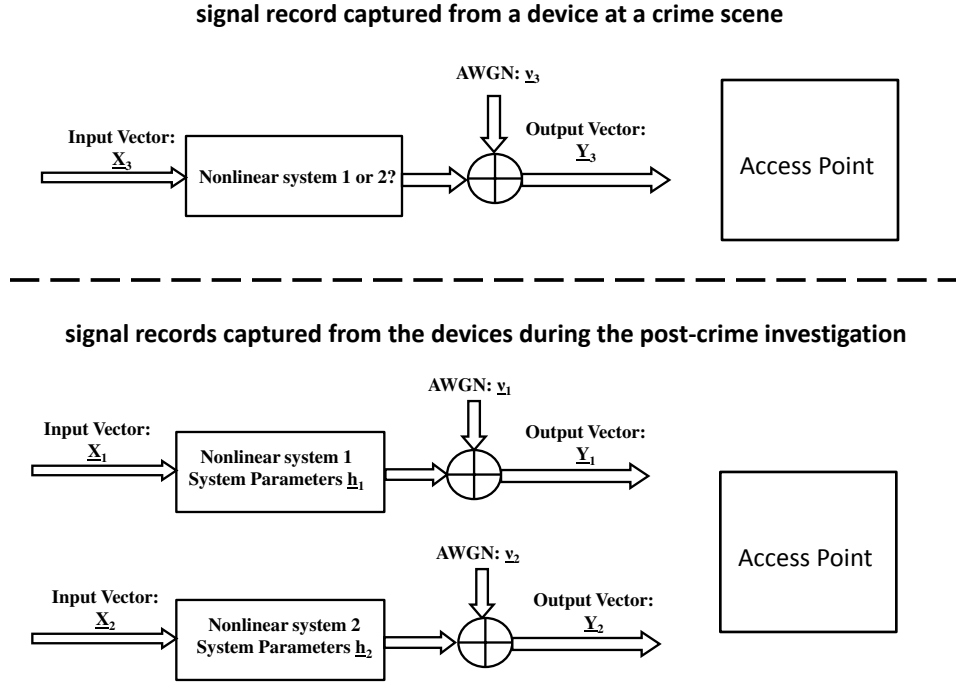 signal record captured from a device at a crime scene
AWGN: v₃
Input Vector:
X₃
Nonlinear system 1 or 2?
Output Vector:
Y₃
Access Point
signal records captured from the devices during the post-crime investigation
AWGN: v₁
Input Vector:
X₁
Nonlinear system 1
System Parameters h₁
Output Vector:
Y₁
Access Point
AWGN: v₂
Input Vector:
X₂
Nonlinear system 2
System Parameters h₂
Output Vector:
Y₂